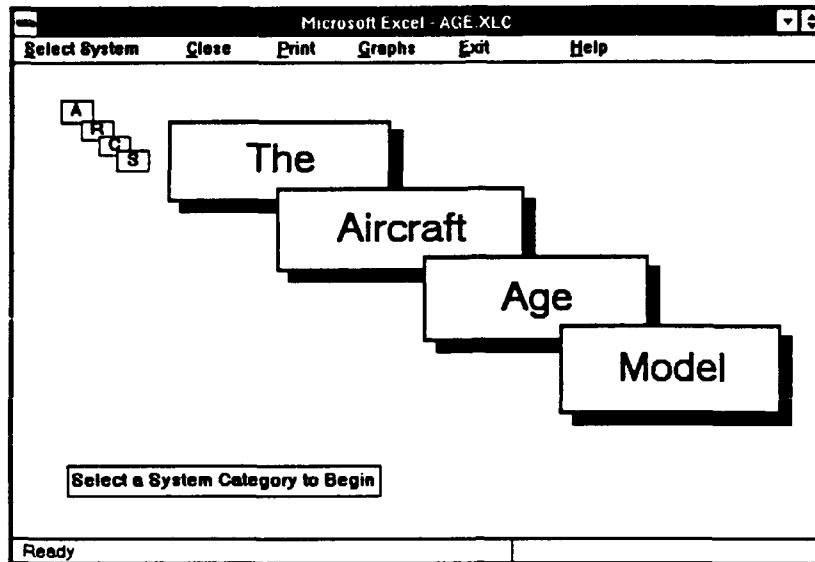 Microsoft Excel - AGE.XLC
Select System Close Print Graphs Exit Help
A
R
C
S
The
Aircraft
Age
Model
Select a System Category to Begin
Ready